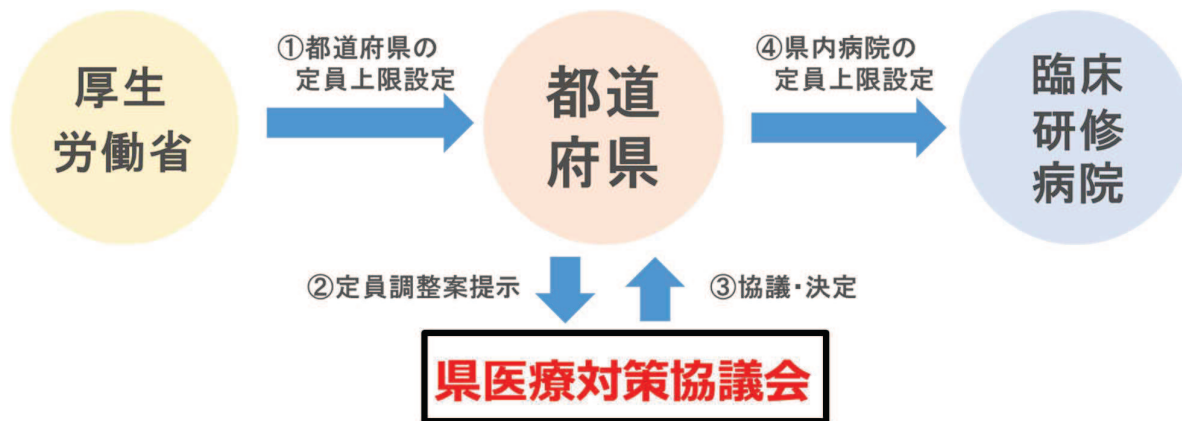 厚生
労働省
①都道府県の
定員上限設定
都道
府県
④県内病院の
定員上限設定
臨床
研修
病院
②定員調整案提示
③協議・決定
県医療対策協議会